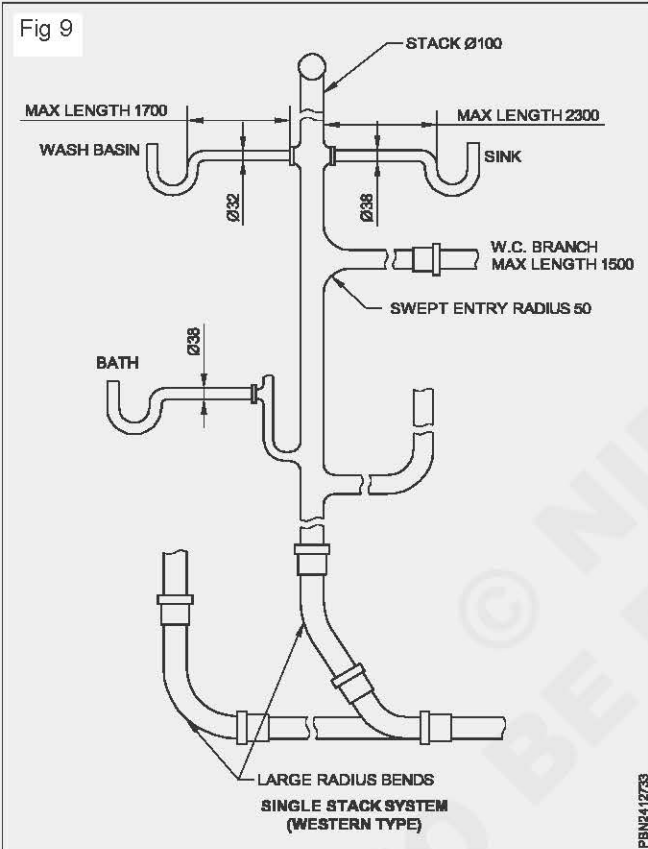 Fig 9
STACK Ø100
MAX LENGTH 1700
MAX LENGTH 2300
WASH BASIN
SINK
Ø32
Ø38
W.C. BRANCH
MAX LENGTH 1500
SWEPT ENTRY RADIUS 50
Ø38
BATH
LARGE RADIUS BENDS
SINGLE STACK SYSTEM
(WESTERN TYPE)
PBN2412733